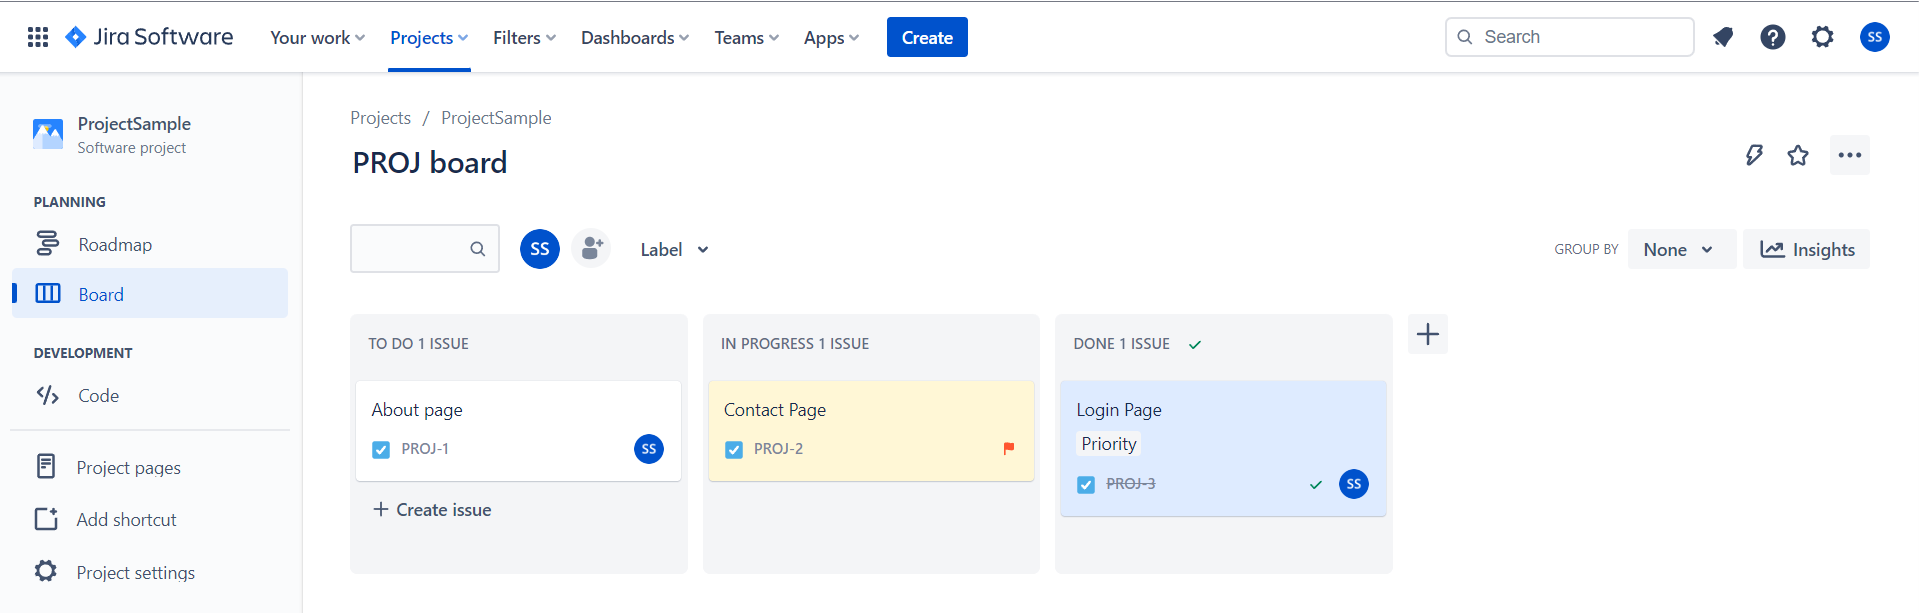 Jira Software Your work Projects Filters Dashboards Teams Apps Create Search SS
ProjectSample
Software project
PLANNING
Roadmap
Board
DEVELOPMENT
Code
Project pages
Add shortcut
Project settings
Projects / ProjectSample
PROJ board
SS Label GROUP BY None Insights
TO DO 1 ISSUE
About page
PROJ-1 SS
Create issue
IN PROGRESS 1 ISSUE
Contact Page
PROJ-2
DONE 1 ISSUE
Login Page
Priority
PROJ-3 SS